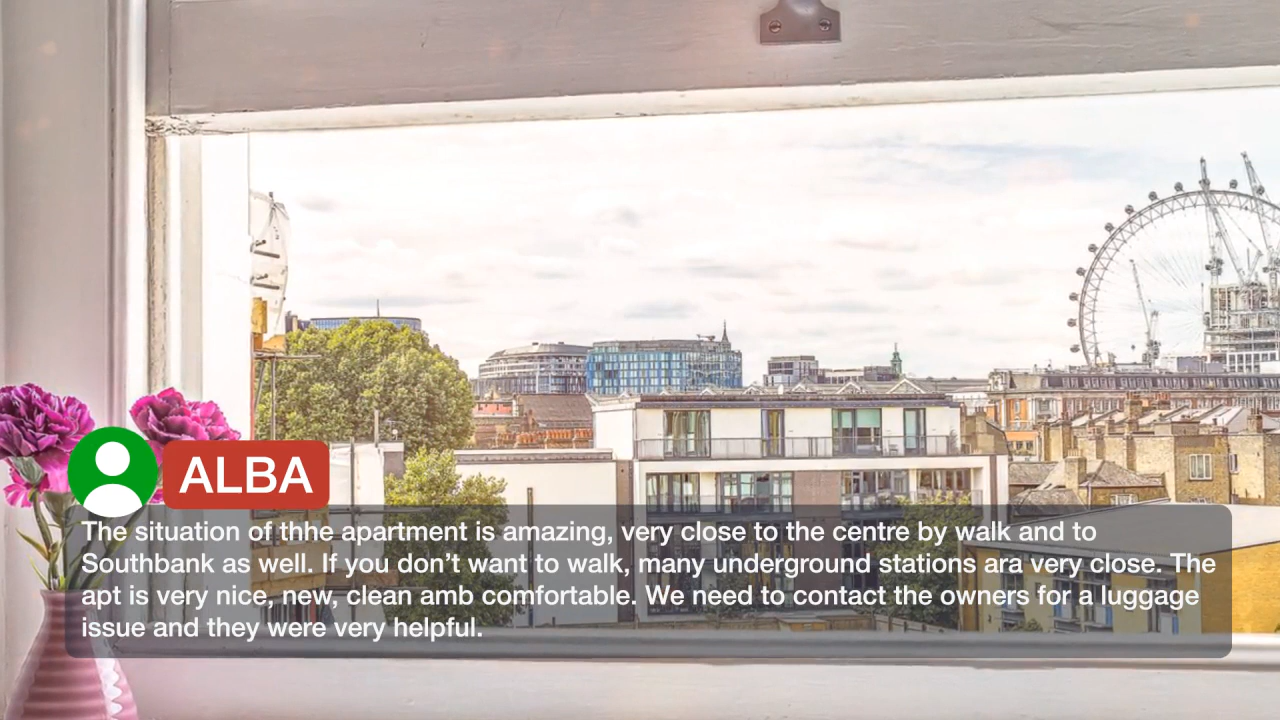 ALBA
The situation of thhe apartment is amazing, very close to the centre by walk and to
Southbank as well. If you don’t want to walk, many underground stations ara very close. The
apt is very nice, new, clean amb comfortable. We need to contact the owners for a luggage
issue and they were very helpful.